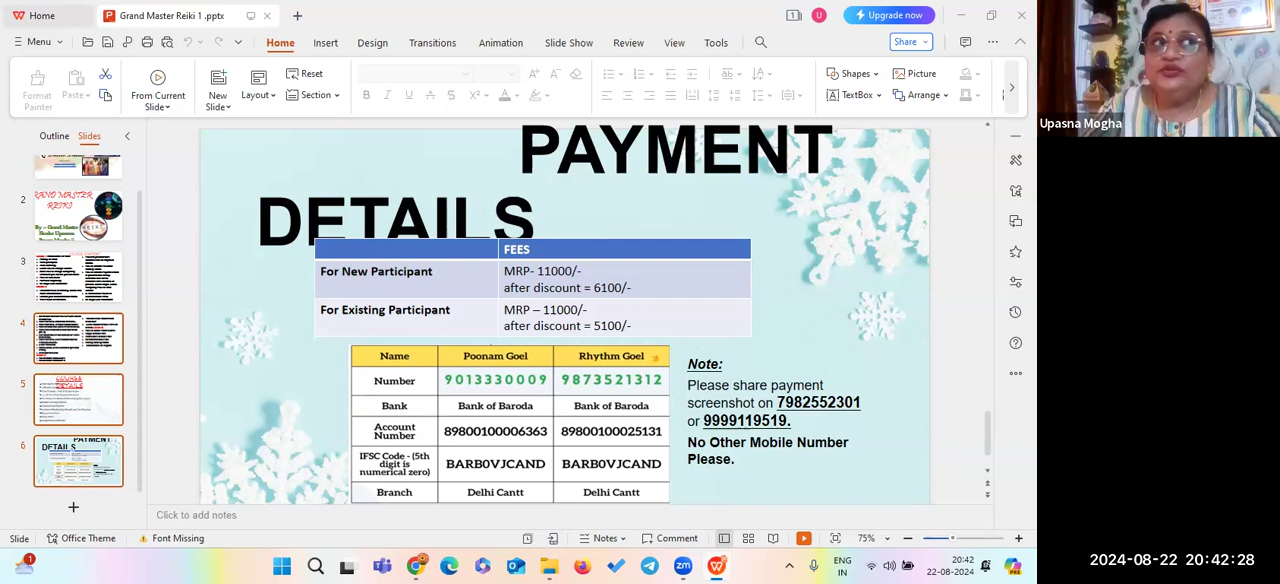 Home
Grand Master Reiki 1 .pptx
Upgrade now
Menu
Home
Insert
Design
Transitions
Animation
Slide Show
Review
View
Tools
Share
Format
Painter
Paste
From Current
Slide
New
Slide
Layout
Reset
Section
Shapes
Picture
TextBox
Arrange
Upasna Mogha
Outline
Slides
2
3
4
5
6
PAYMENT
DETAILS
FEES
For New Participant
MRP- 11000/-
after discount = 6100/-
For Existing Participant
MRP – 11000/-
after discount = 5100/-
Name Poonam Goel Rhythm Goel
Number 9013330009 9873521312
Bank Bank of Baroda Bank of Baroda
Account
Number 89800100006363 89800100025131
IFSC Code - (5th
digit is
numerical zero) BARB0VJCAND BARB0VJCAND
Branch Delhi Cantt Delhi Cantt
Note:
Please share payment
screenshot on 7982552301
or 9999119519.
No Other Mobile Number
Please.
Click to add notes
Slide
Office Theme
Font Missing
Notes
Comment
75%
ENG
IN
20:42
22-08-2024
2024-08-22 20:42:28